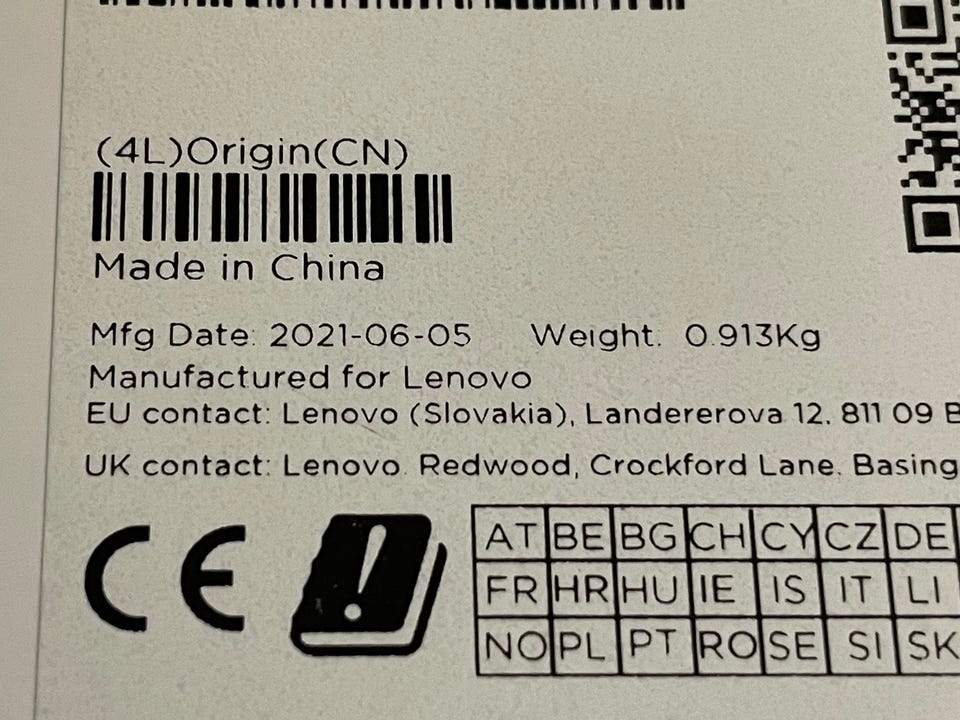 (4L)Origin(CN)
Made in China
Mfg Date: 2021-06-05 Weight: 0.913Kg
Manufactured for Lenovo
EU contact: Lenovo (Slovakia), Landererova 12, 811 09
UK contact: Lenovo. Redwood, Crockford Lane. Basing
CE
AT BE BG CH CY CZ DE
FR HR HU IE IS IT LI
NO PL PT RO SE SI SK